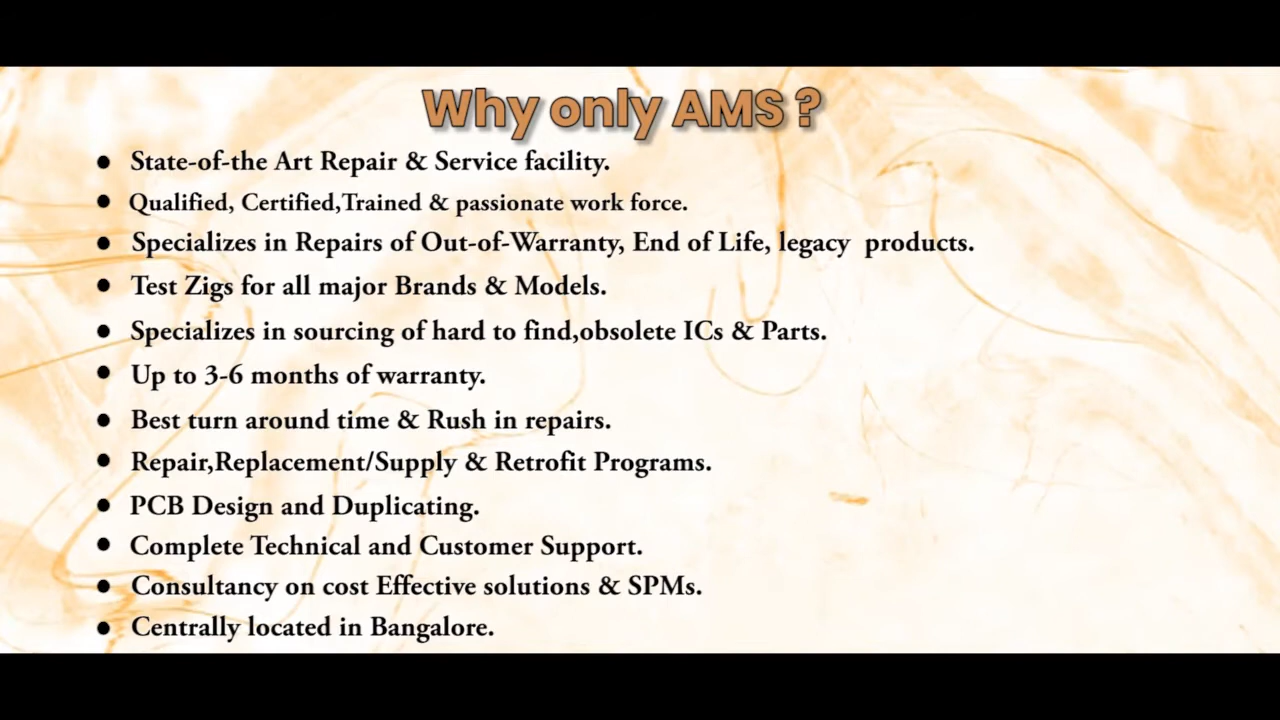 Why only AMS ?
● State-of-the Art Repair & Service facility.
● Qualified, Certified,Trained & passionate work force.
● Specializes in Repairs of Out-of-Warranty, End of Life, legacy  products.
● Test Zigs for all major Brands & Models.
● Specializes in sourcing of hard to find,obsolete ICs & Parts.
● Up to 3-6 months of warranty.
● Best turn around time & Rush in repairs.
● Repair,Replacement/Supply & Retrofit Programs.
● PCB Design and Duplicating.
● Complete Technical and Customer Support.
● Consultancy on cost Effective solutions & SPMs.
● Centrally located in Bangalore.